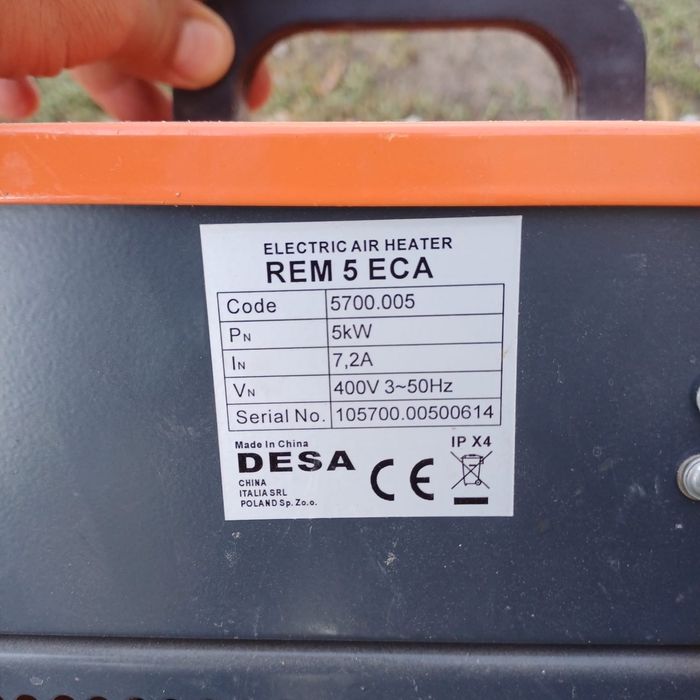 ELECTRIC AIR HEATER
REM 5 ECA
Code 5700.005
PN 5kW
IN 7,2A
VN 400V 3~50Hz
Serial No. 105700.00500614
Made In China
IP X4
DESA
CE
CHINA
ITALIA SRL
POLAND Sp. Zo.o.